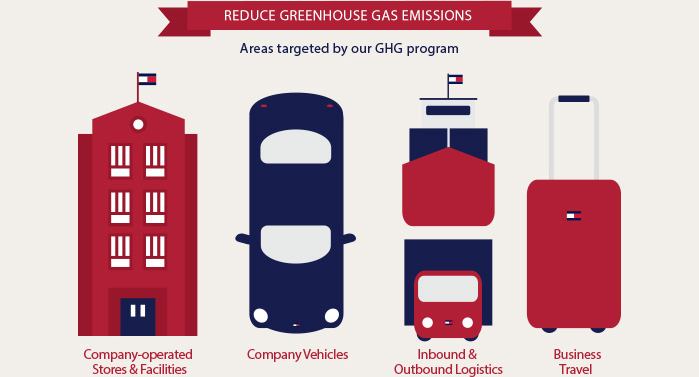 REDUCE GREENHOUSE GAS EMISSIONS
Areas targeted by our GHG program
Company-operated
Stores & Facilities
Company Vehicles
Inbound &
Outbound Logistics
Business
Travel